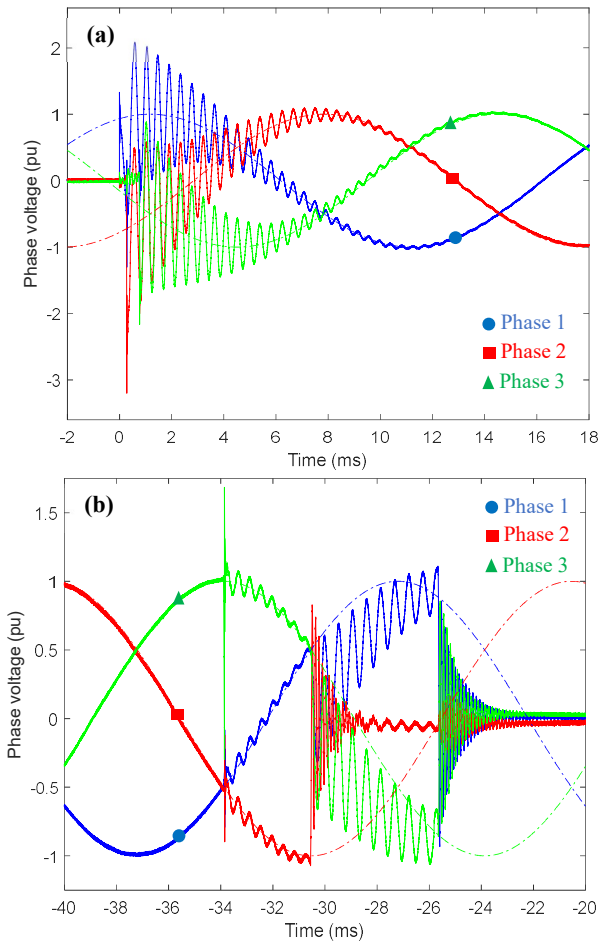 (a)
2
1
0
-1
-2
-3
Phase voltage (pu)
Phase 1
Phase 2
Phase 3
-2 0 2 4 6 8 10 12 14 16 18
Time (ms)
(b)
1.5
1
0.5
0
-0.5
-1
Phase voltage (pu)
Phase 1
Phase 2
Phase 3
-40 -38 -36 -34 -32 -30 -28 -26 -24 -22 -20
Time (ms)